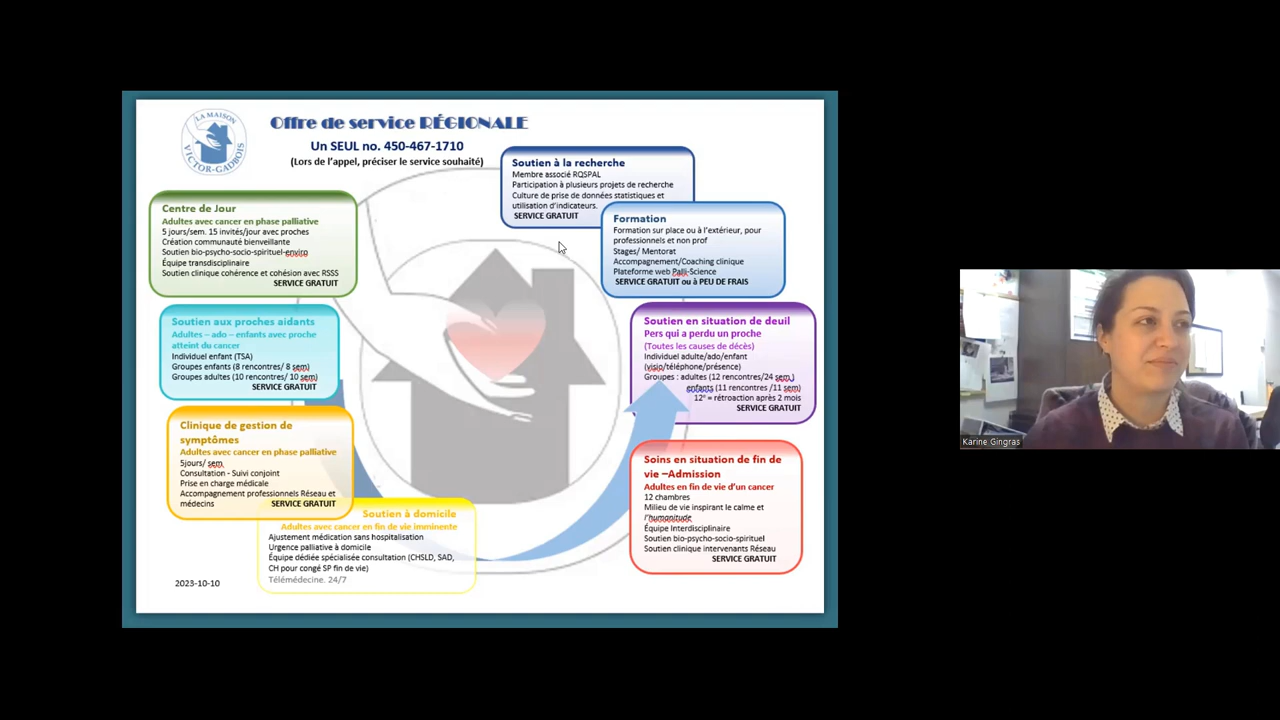 LA MAISON
VICTOR-GADBOIS
Offre de service RÉGIONALE
Un SEUL no. 450-467-1710
(Lors de l'appel, préciser le service souhaité)
Soutien à la recherche
Membre associé RQSPAL
Participation à plusieurs projets de recherche
Culture de prise de données statistiques et
utilisation d'indicateurs.
SERVICE GRATUIT
Formation
Formation sur place ou à l'extérieur, pour
professionnels et non prof
Stages/ Mentorat
Accompagnement/Coaching clinique
Plateforme web Palli-Science
SERVICE GRATUIT ou à PEU DE FRAIS
Centre de Jour
Adultes avec cancer en phase palliative
5 jours/sem. 15 invités/jour avec proches
Création communauté bienveillante
Soutien bio-psycho-socio-spirituel-enviro
Équipe transdisciplinaire
Soutien clinique cohérence et cohésion avec RSSS
SERVICE GRATUIT
Soutien aux proches aidants
Adultes – ado – enfants avec proche
atteint du cancer
Individuel enfant (TSA)
Groupes enfants (8 rencontres/ 8 sem)
Groupes adultes (10 rencontres/ 10 sem)
SERVICE GRATUIT
Soutien en situation de deuil
Pers qui a perdu un proche
(Toutes les causes de décès)
Individuel adulte/ado/enfant
(visio/téléphone/présence)
Groupes : adultes (12 rencontres/24 sem.)
enfants (11 rencontres /11 sem)
12e = rétroaction après 2 mois
SERVICE GRATUIT
Clinique de gestion de
symptômes
Adultes avec cancer en phase palliative
5jours/ sem.
Consultation - Suivi conjoint
Prise en charge médicale
Accompagnement professionnels Réseau et
médecins SERVICE GRATUIT
Soins en situation de fin de
vie –Admission
Adultes en fin de vie d'un cancer
12 chambres
Milieu de vie inspirant le calme et
l'humanitude
Équipe Interdisciplinaire
Soutien bio-psycho-socio-spirituel
Soutien clinique intervenants Réseau
SERVICE GRATUIT
Soutien à domicile
Adultes avec cancer en fin de vie imminente
Ajustement médication sans hospitalisation
Urgence palliative à domicile
Équipe dédiée spécialisée consultation (CHSLD, SAD,
CH pour congé SP fin de vie)
Télémédecine. 24/7
2023-10-10
Karine Gingras